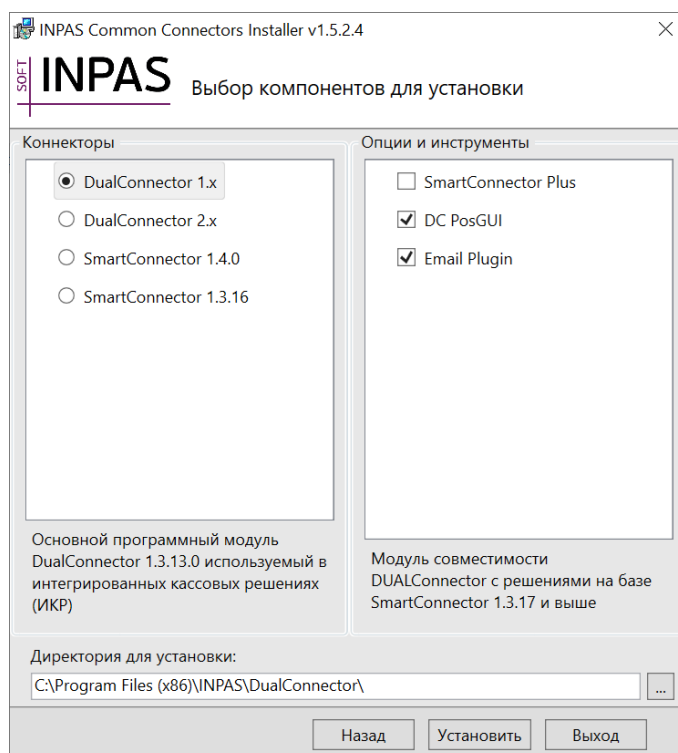 INPAS Common Connectors Installer v1.5.2.4
SOFT INPAS
Выбор компонентов для установки
Коннекторы
DualConnector 1.x
DualConnector 2.x
SmartConnector 1.4.0
SmartConnector 1.3.16
Основной программный модуль
DualConnector 1.3.13.0 используемый в
интегрированных кассовых решениях
(ИКР)
Опции и инструменты
SmartConnector Plus
DC PosGUI
Email Plugin
Модуль совместимости
DUALConnector с решениями на базе
SmartConnector 1.3.17 и выше
Директория для установки:
C:\Program Files (x86)\INPAS\DualConnector\
...
Назад
Установить
Выход